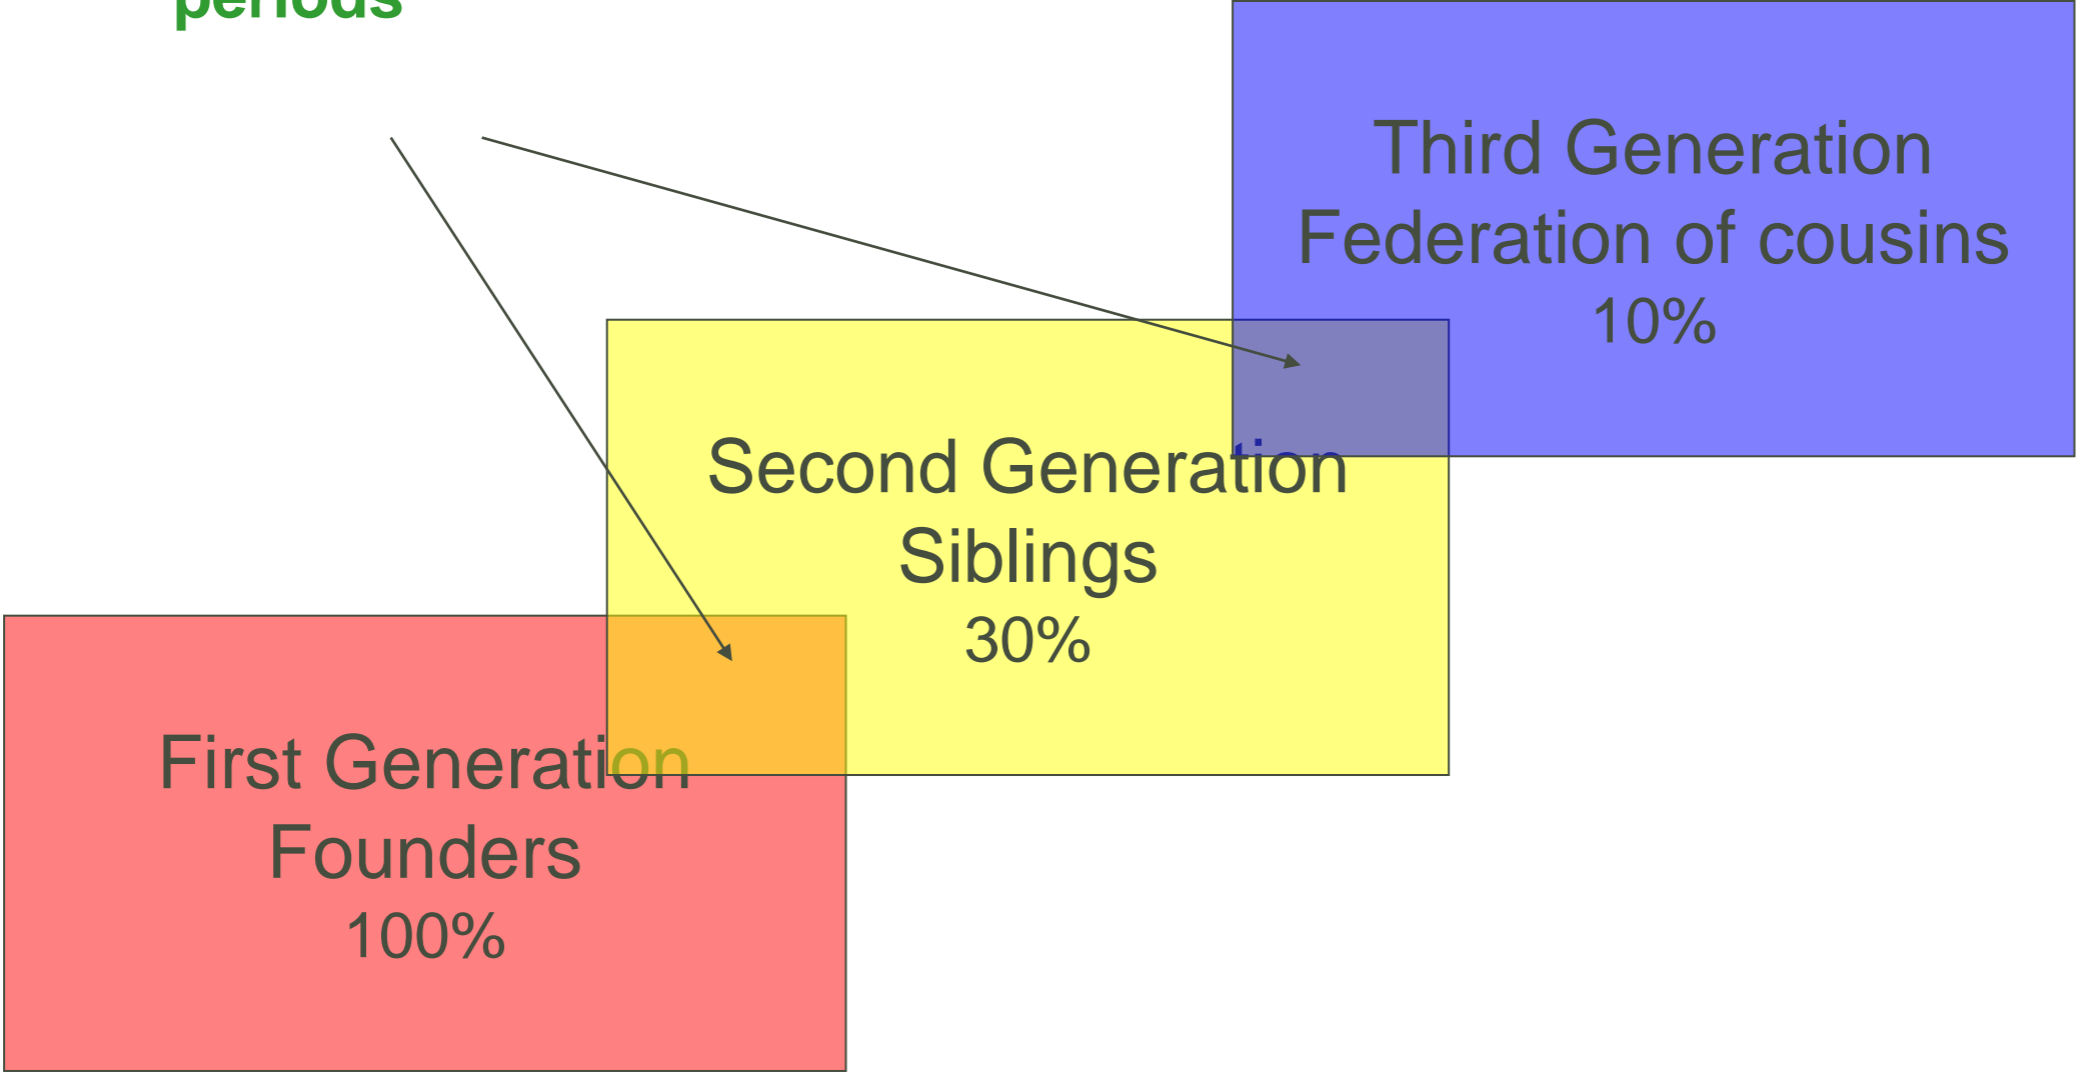 periods
Third Generation
Federation of cousins
10%
Second Generation
Siblings
30%
First Generation
Founders
100%